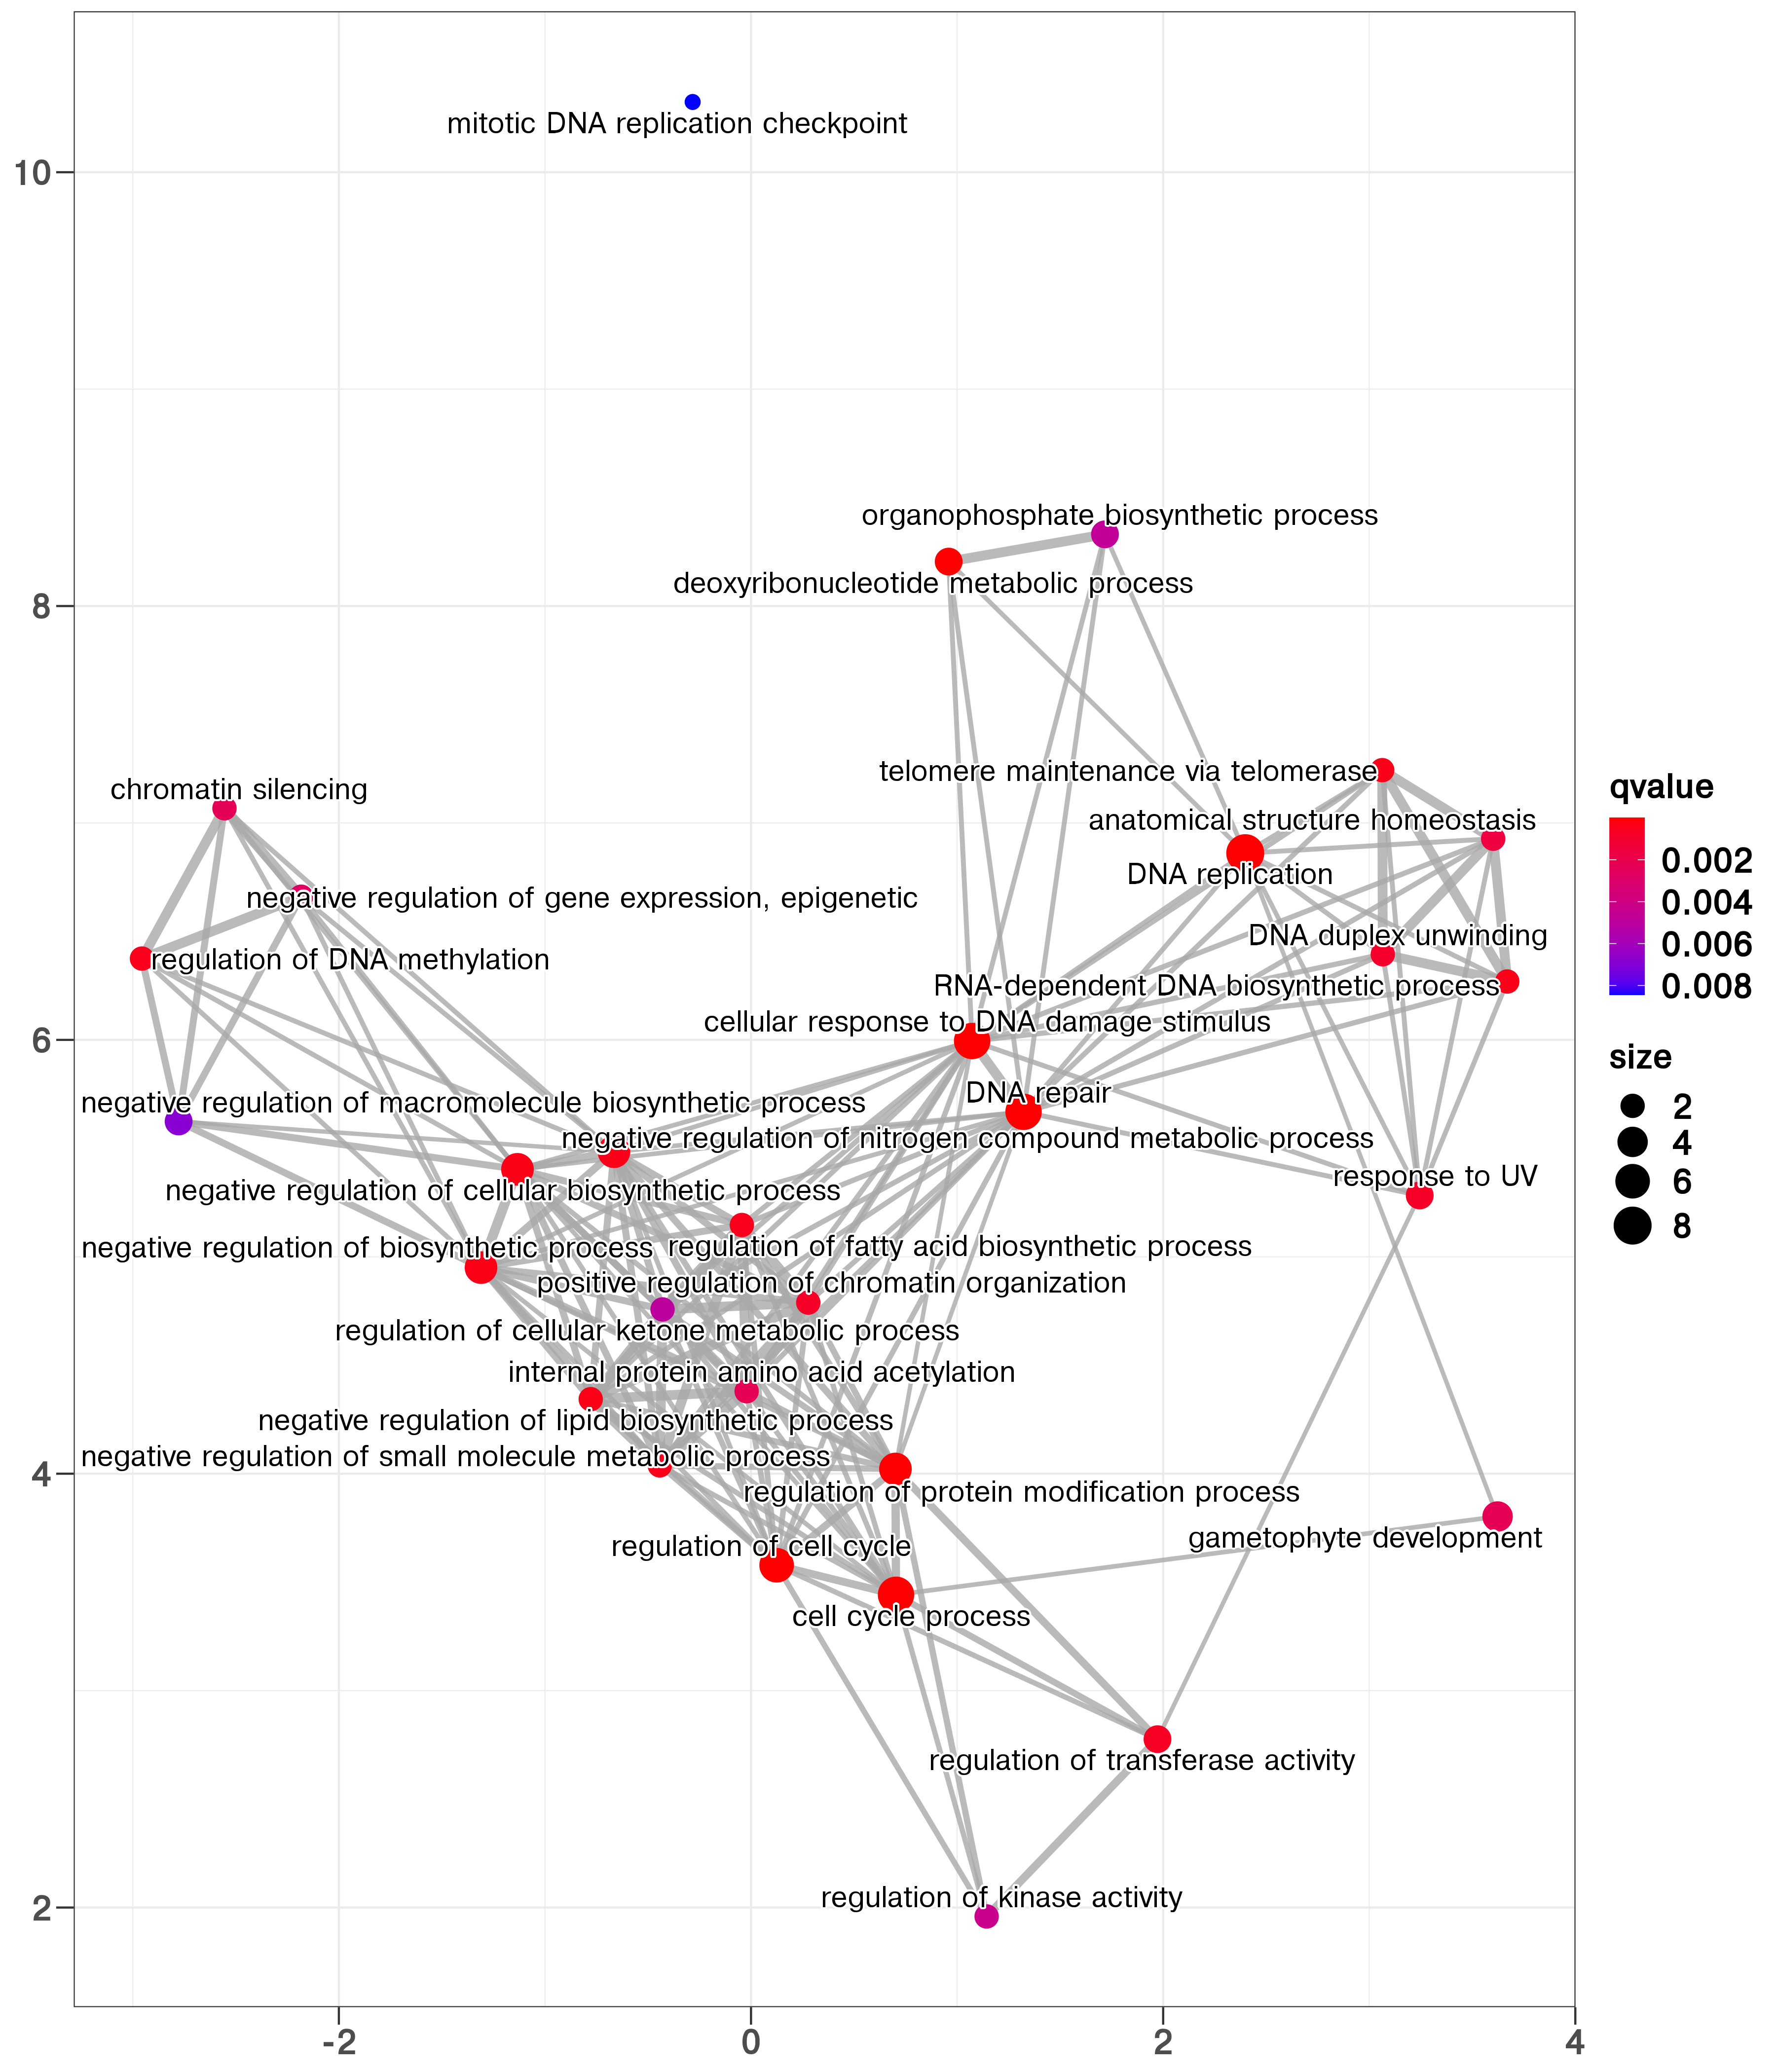 mitotic DNA replication checkpoint
10
organophosphate biosynthetic process
deoxyribonucleotide metabolic process
8
telomere maintenance via telomerase
chromatin silencing
anatomical structure homeostasis
DNA replication
negative regulation of gene expression, epigenetic
DNA duplex unwinding
regulation of DNA methylation
RNA-dependent DNA biosynthetic process
cellular response to DNA damage stimulus
6
DNA repair
negative regulation of macromolecule biosynthetic process
negative regulation of nitrogen compound metabolic process
response to UV
negative regulation of cellular biosynthetic process
negative regulation of biosynthetic process
regulation of fatty acid biosynthetic process
positive regulation of chromatin organization
regulation of cellular ketone metabolic process
internal protein amino acid acetylation
negative regulation of lipid biosynthetic process
negative regulation of small molecule metabolic process
4
regulation of protein modification process
gametophyte development
regulation of cell cycle
cell cycle process
regulation of transferase activity
regulation of kinase activity
2
-2
0
2
4
qvalue
0.002
0.004
0.006
0.008
size
2
4
6
8